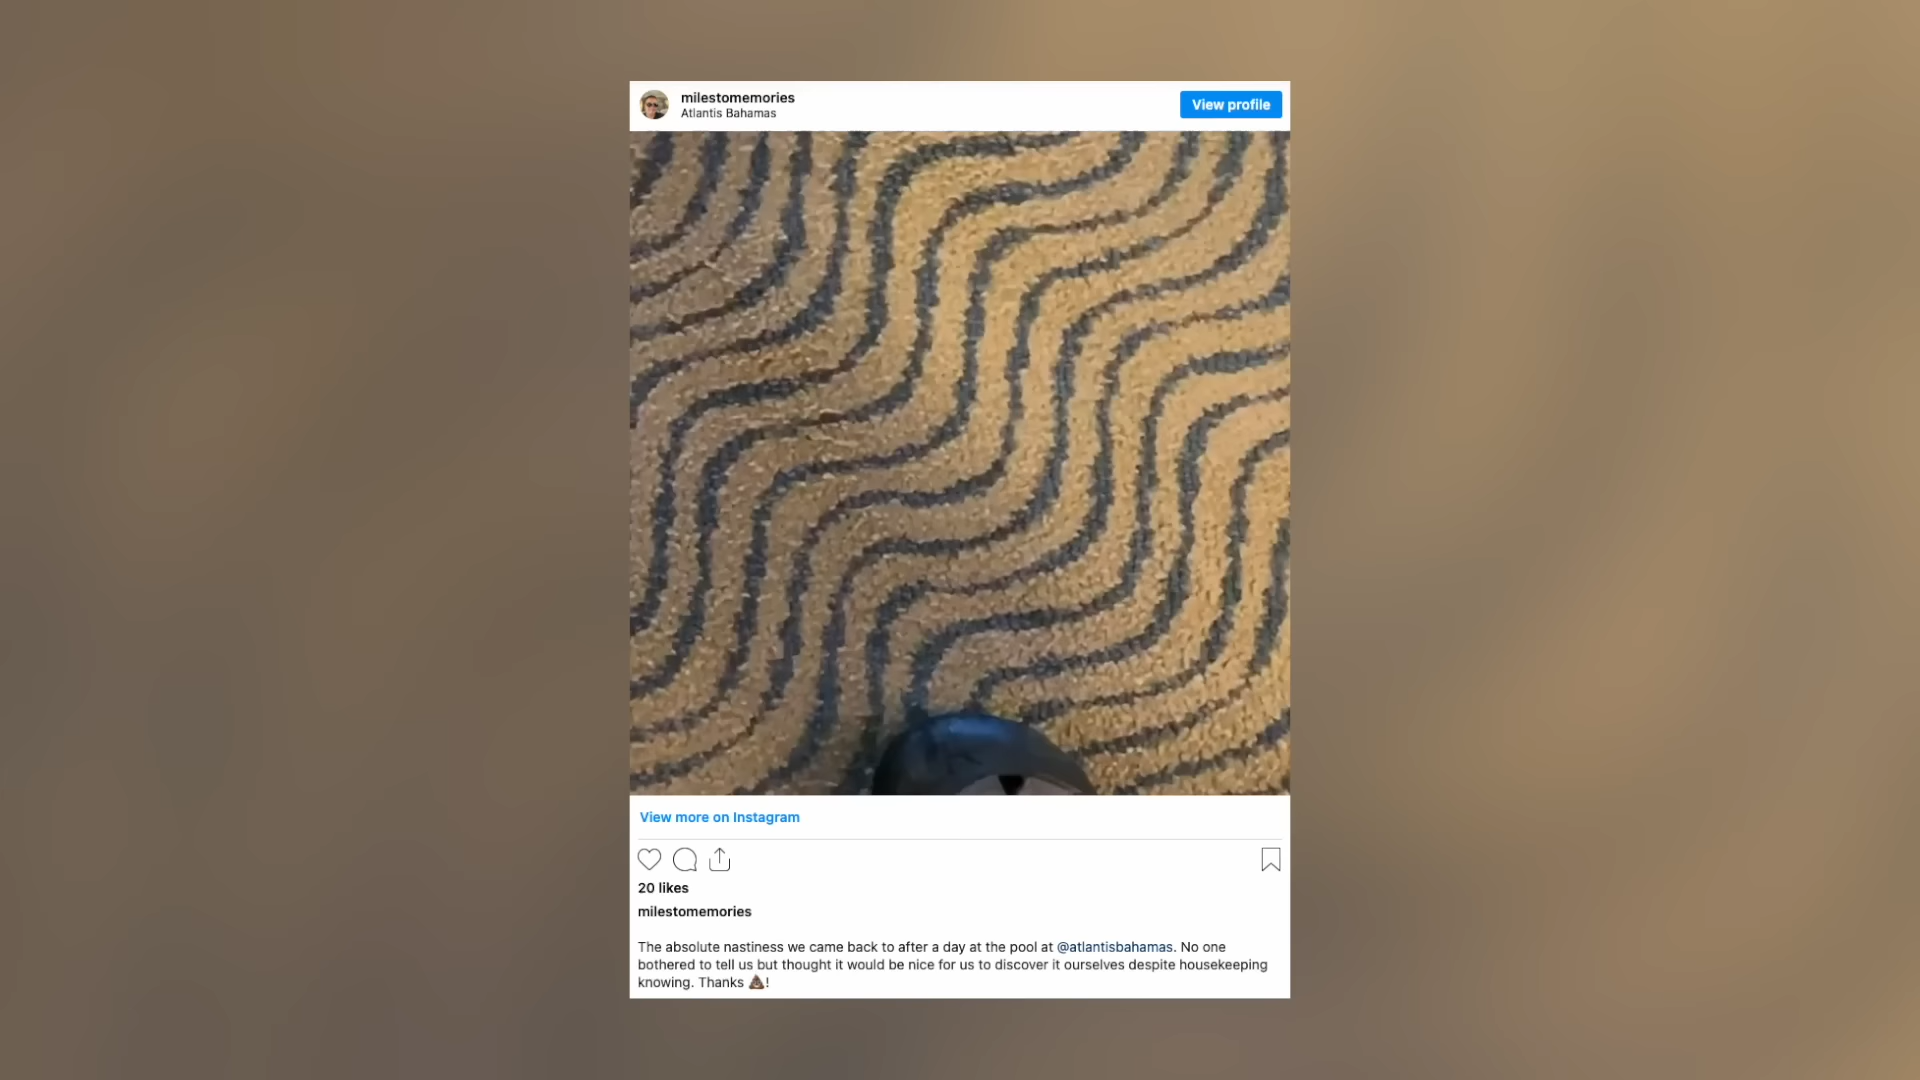 milestomemories
Atlantis Bahamas
View profile
View more on Instagram
20 likes
milestomemories
The absolute nastiness we came back to after a day at the pool at @atlantisbahamas. No one
bothered to tell us but thought it would be nice for us to discover it ourselves despite housekeeping
knowing. Thanks 💩!